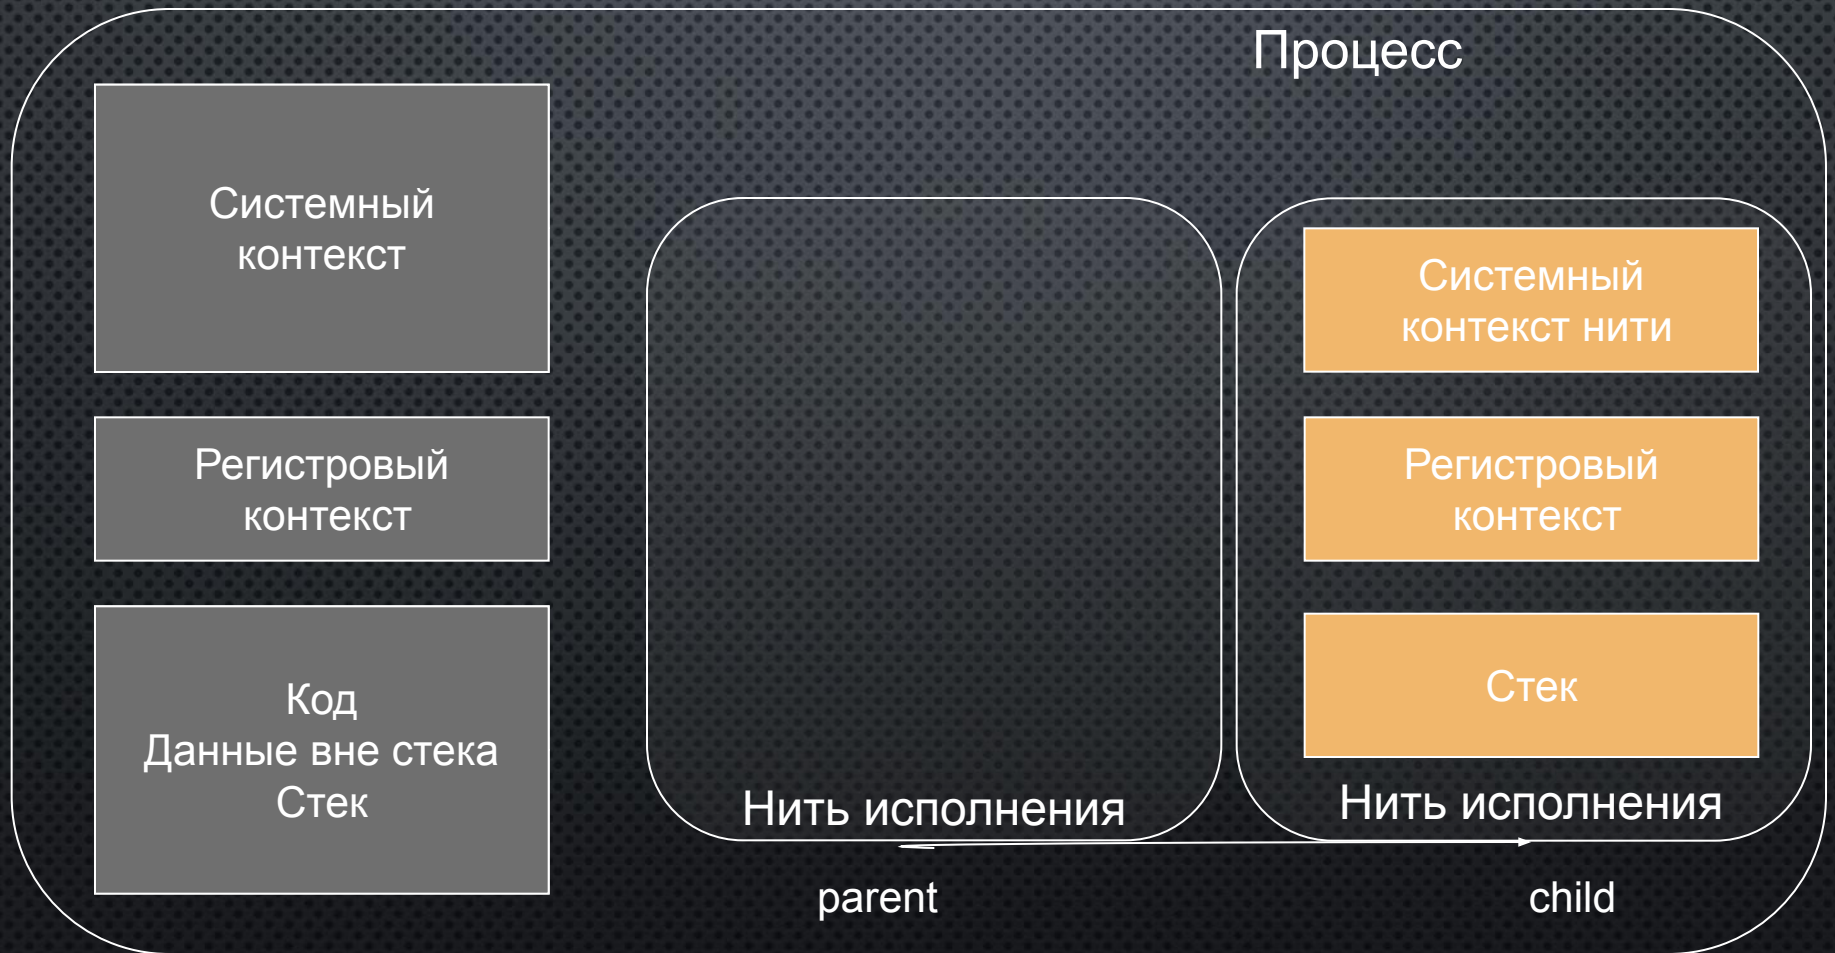 Процесс
Системный
контекст
Регистровый
контекст
Код
Данные вне стека
Стек
Нить исполнения
parent
Системный
контекст нити
Регистровый
контекст
Стек
Нить исполнения
child